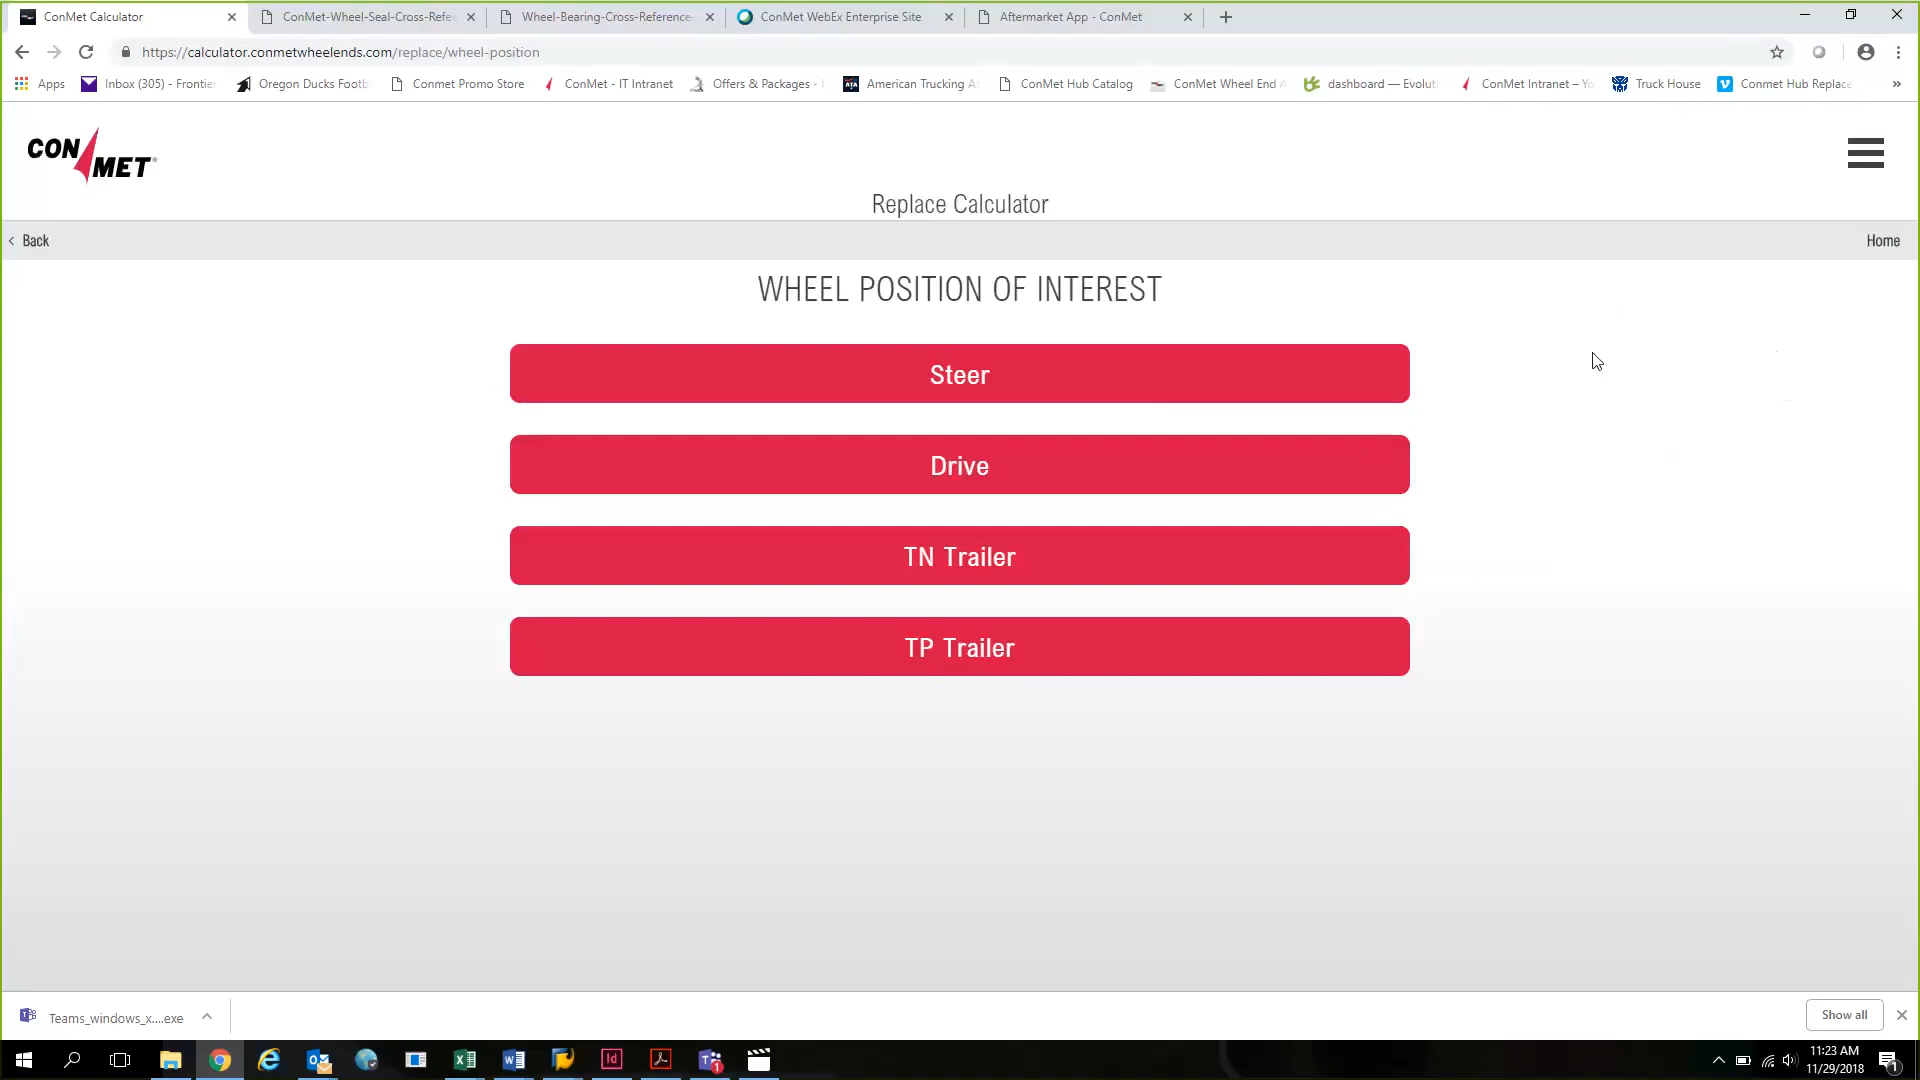 ConMet Calculator
ConMet-Wheel-Seal-Cross-Refe
Wheel-Bearing-Cross-Reference-
ConMet WebEx Enterprise Site
Aftermarket App - ConMet
https://calculator.conmetwheelends.com/replace/wheel-position
Apps
Inbox (305) - Frontie
Oregon Ducks Footb
Conmet Promo Store
ConMet - IT Intranet
Offers & Packages -
American Trucking A
ConMet Hub Catalog
ConMet Wheel End A
dashboard — Evolut
ConMet Intranet – Yo
Truck House
Conmet Hub Replace
CON MET
Replace Calculator
< Back
Home
WHEEL POSITION OF INTEREST
Steer
Drive
TN Trailer
TP Trailer
Teams_windows_x....exe
Show all
11:23 AM
11/29/2018